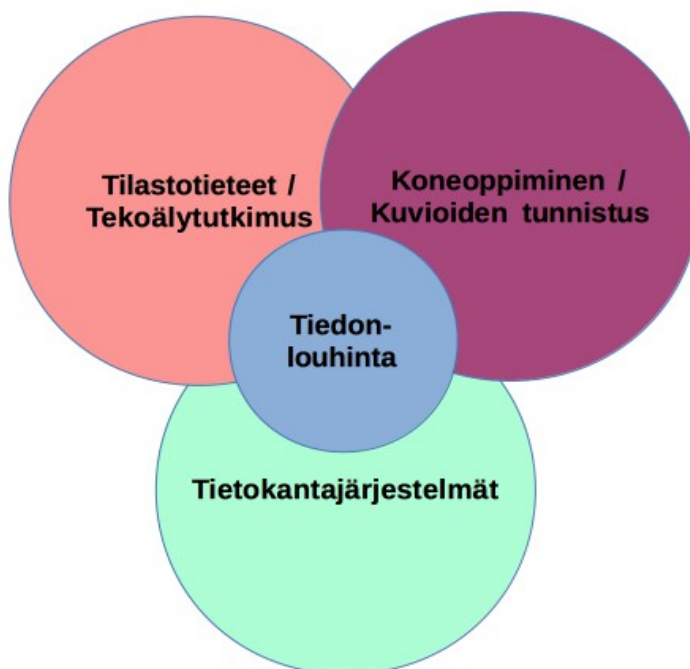 Tilastotieteet /
Tekoälytutkimus
Koneoppiminen /
Kuvioiden tunnistus
Tiedon-
louhinta
Tietokantajärjestelmät